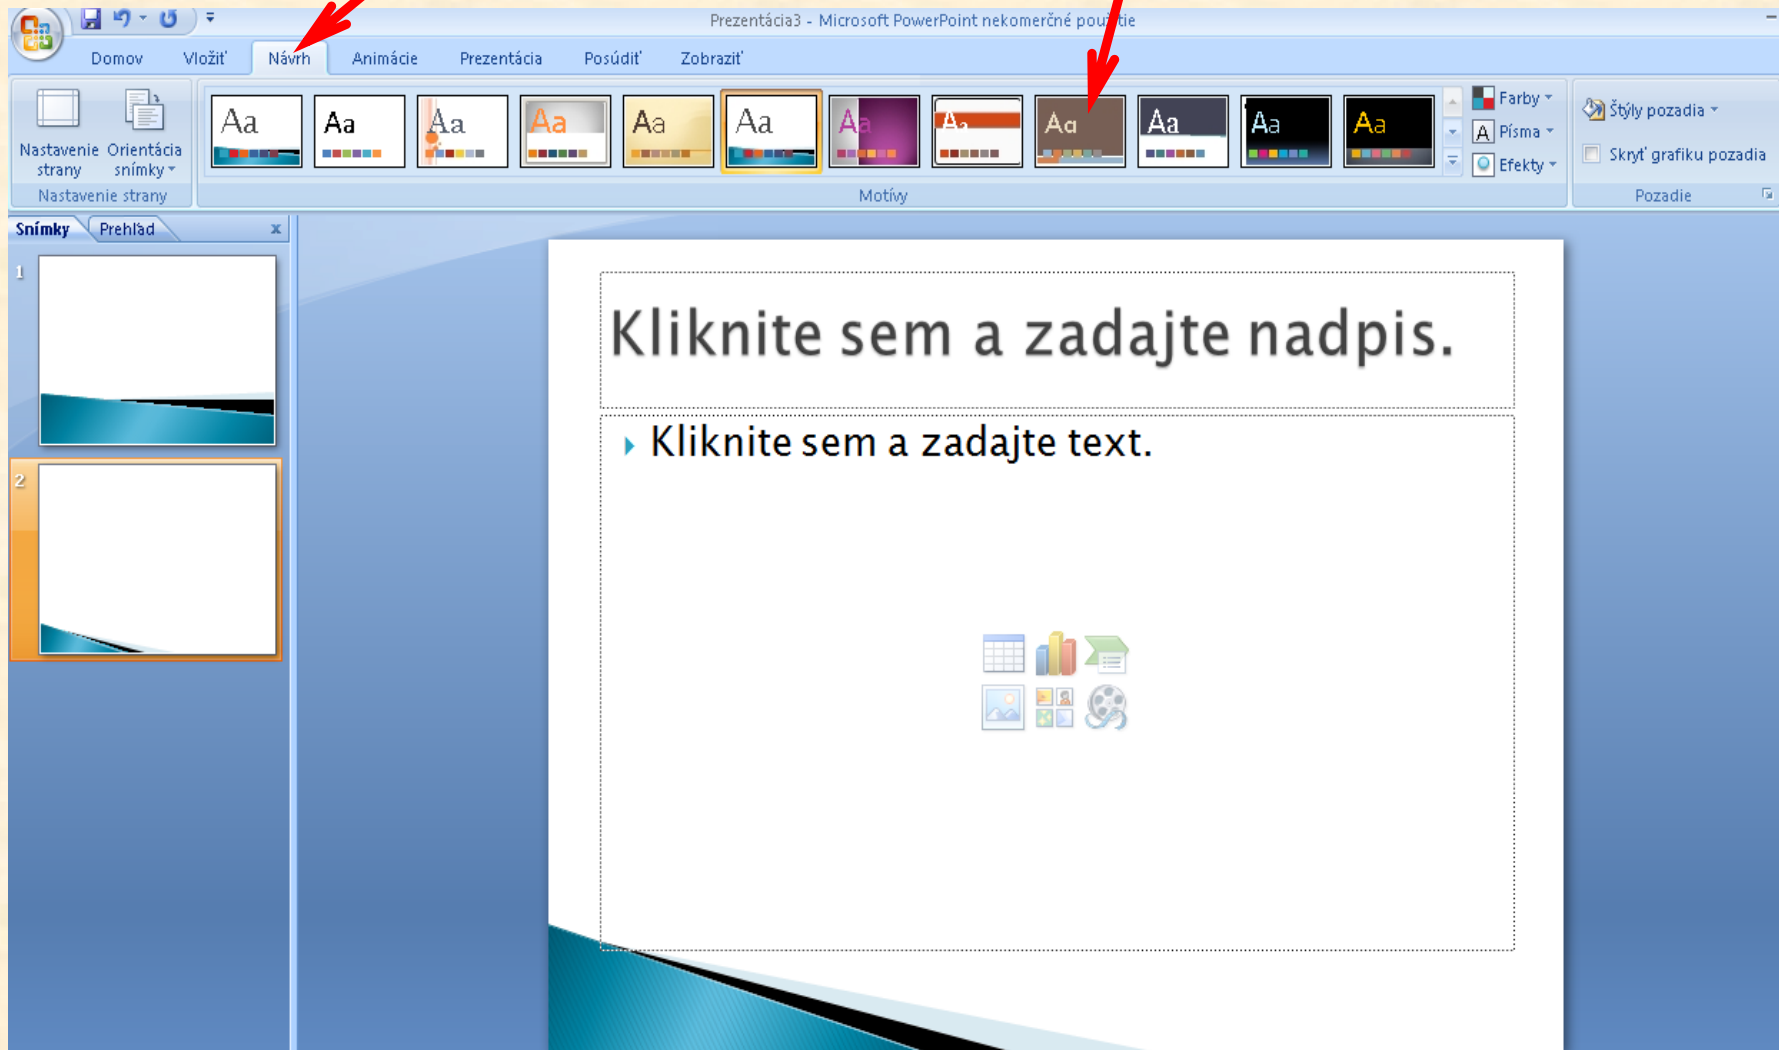 Prezentácia3 - Microsoft PowerPoint nekomerčné použitie
Domov Vložiť Návrh Animácie Prezentácia Posúdiť Zobraziť
Nastavenie strany
Orientácia snímky
Nastavenie strany
Aa Aa Aa Aa Aa Aa Aa Aa Aa Aa Aa Aa
Motívy
Farby
Písma
Efekty
Štýly pozadia
Skryť grafiku pozadia
Pozadie
Snímky Prehľad x
1
2
Kliknite sem a zadajte nadpis.
Kliknite sem a zadajte text.